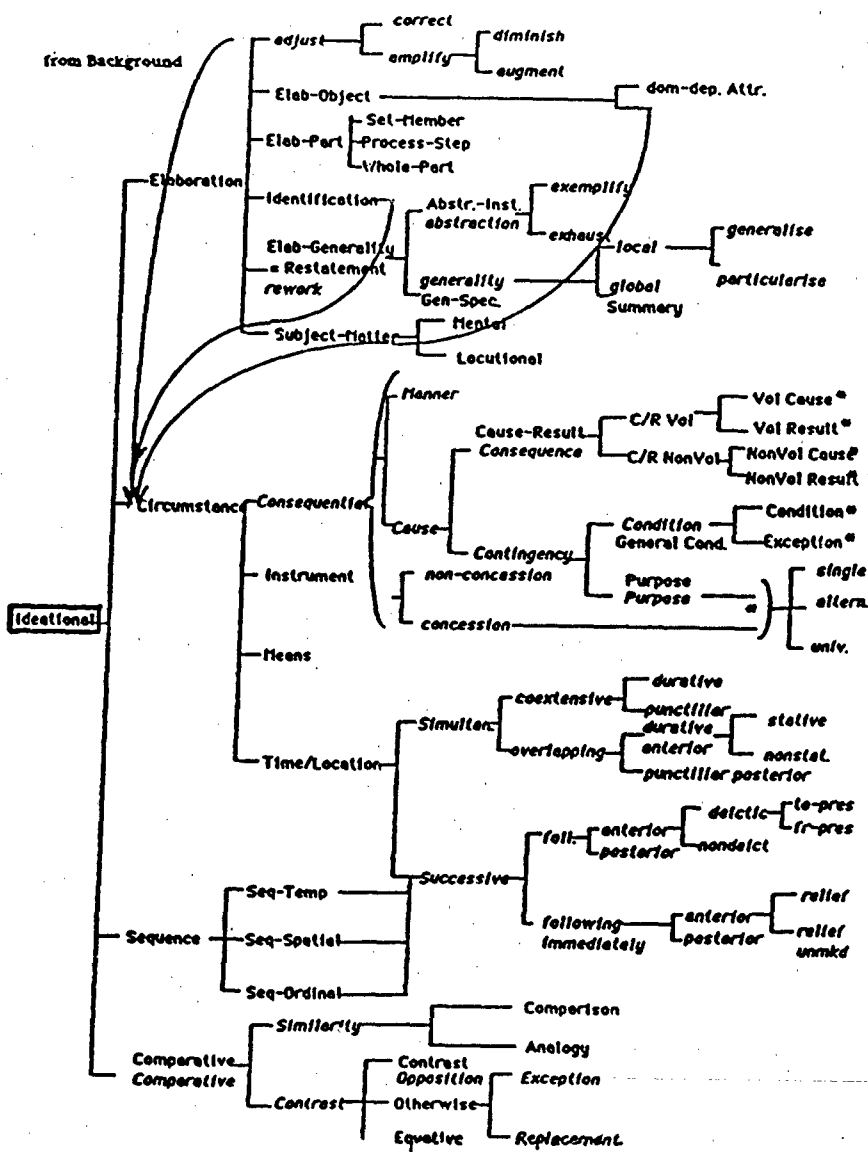 correct
adjust
diminish
amplify
from Background
augment
dom-dep. Attr.
Elab-Object
Set-Member
Elab-Part
Process-Step
Whole-Part
Elaboration
exemplify
Identification
Abstr.-Inst.
abstraction
exhaust
generalise
Elab-Generality
local
= Restatement
rework
generality
Gen-Spec.
particularise
global
Summary
Mental
Subject-Matter
Locutional
Manner
Vol Cause*
C/R Vol
Cause-Result
Vol Result*
Consequence
NonVol Cause*
C/R NonVol
NonVol Result*
Circumstance
Consequential
Condition*
Cause
Condition
General Cond.
Exception*
Contingency
single
Instrument
non-concession
Purpose
Purpose
*
altern.
Ideational
concession
univ.
Means
durative
coextensive
punctiliar
Simultan.
durative
stative
anterior
overlapping
nonstat.
Time/Location
punctiliar posterior
to-pres
deictic
fr-pres
foll.
anterior
posterior
nondeict
Successive
Seq-Temp
relief
following
immediately
anterior
posterior
relief
unmkd
Sequence
Seq-Spatial
Seq-Ordinal
Comparison
Similarity
Analogy
Comparative
Comparative
Contrast
Opposition
Exception
Contrast
Otherwise
Equative
Replacement